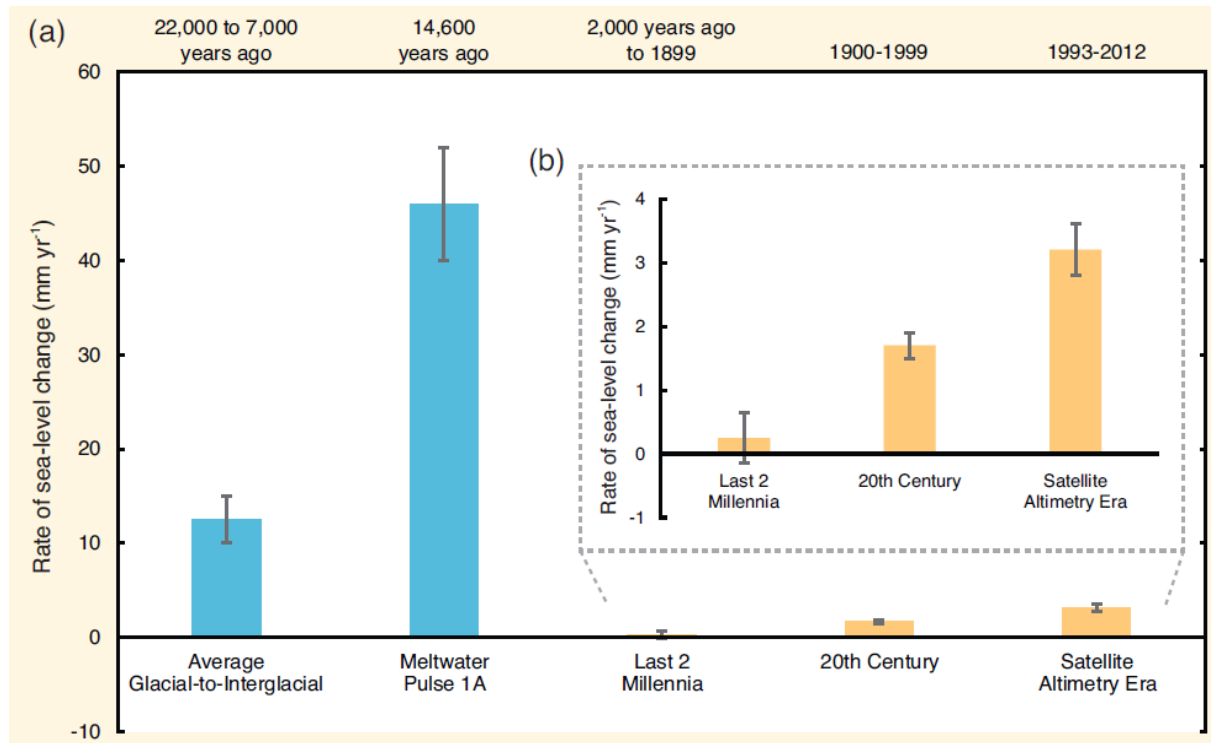 (a)
22,000 to 7,000
years ago
14,600
years ago
2,000 years ago
to 1899
1900-1999
1993-2012
Rate of sea-level change (mm yr⁻¹)
60
50
40
30
20
10
0
-10
(b)
Rate of sea-level change (mm yr⁻¹)
4
3
2
1
0
-1
Last 2
Millennia
20th Century
Satellite
Altimetry Era
Average
Glacial-to-Interglacial
Meltwater
Pulse 1A
Last 2
Millennia
20th Century
Satellite
Altimetry Era